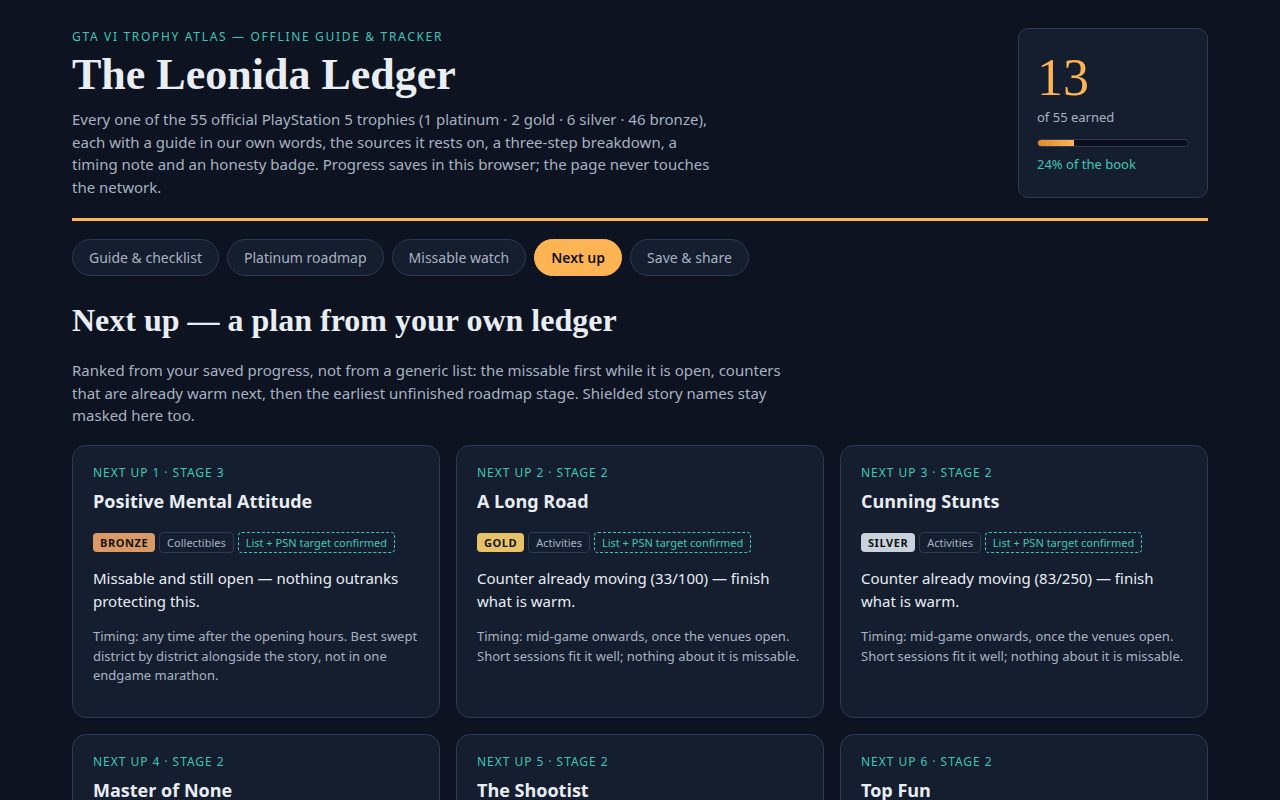 GTA VI TROPHY ATLAS — OFFLINE GUIDE & TRACKER
The Leonida Ledger
Every one of the 55 official PlayStation 5 trophies (1 platinum · 2 gold · 6 silver · 46 bronze),
each with a guide in our own words, the sources it rests on, a three-step breakdown, a
timing note and an honesty badge. Progress saves in this browser; the page never touches
the network.
13
of 55 earned
24% of the book
Guide & checklist
Platinum roadmap
Missable watch
Next up
Save & share
Next up — a plan from your own ledger
Ranked from your saved progress, not from a generic list: the missable first while it is open, counters
that are already warm next, then the earliest unfinished roadmap stage. Shielded story names stay
masked here too.
NEXT UP 1 · STAGE 3
Positive Mental Attitude
BRONZE Collectibles List + PSN target confirmed
Missable and still open — nothing outranks
protecting this.
Timing: any time after the opening hours. Best swept
district by district alongside the story, not in one
endgame marathon.
NEXT UP 2 · STAGE 2
A Long Road
GOLD Activities List + PSN target confirmed
Counter already moving (33/100) — finish
what is warm.
Timing: mid-game onwards, once the venues open.
Short sessions fit it well; nothing about it is missable.
NEXT UP 3 · STAGE 2
Cunning Stunts
SILVER Activities List + PSN target confirmed
Counter already moving (83/250) — finish
what is warm.
Timing: mid-game onwards, once the venues open.
Short sessions fit it well; nothing about it is missable.
NEXT UP 4 · STAGE 2
Master of None
NEXT UP 5 · STAGE 2
The Shootist
NEXT UP 6 · STAGE 2
Top Fun